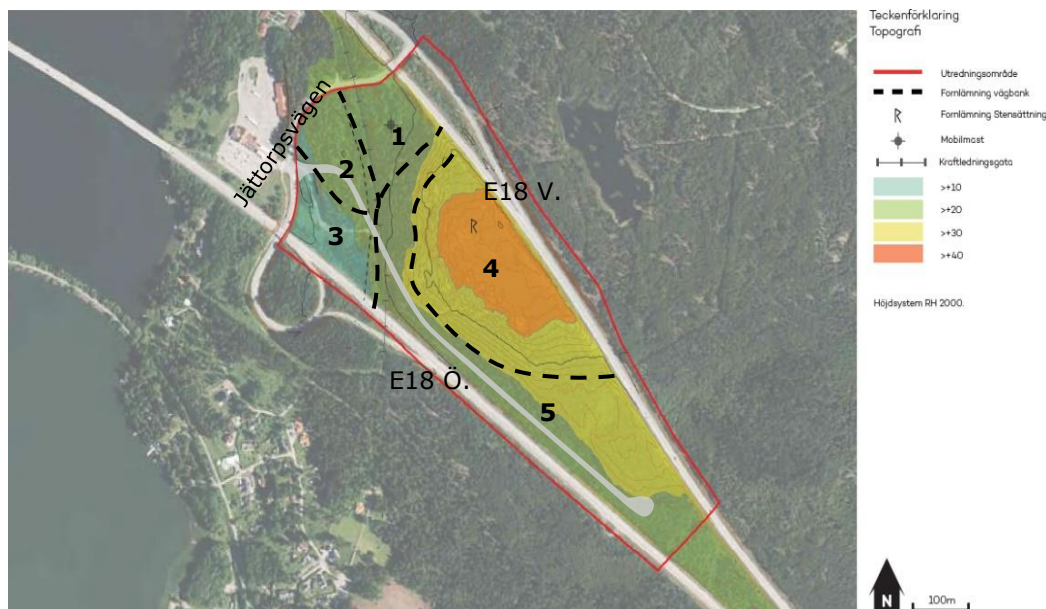 Teckenförklaring
Topografi
Utredningsområde
Fornlämning vägbank
R Fornlämning Stensättning
Mobilmast
Kraftledningsgata
>+10
>+20
>+30
>+40
Höjdsystem RH 2000.
N 100m
Jättorpsvägen
1
2
E18 V.
R
3
4
E18 Ö.
5